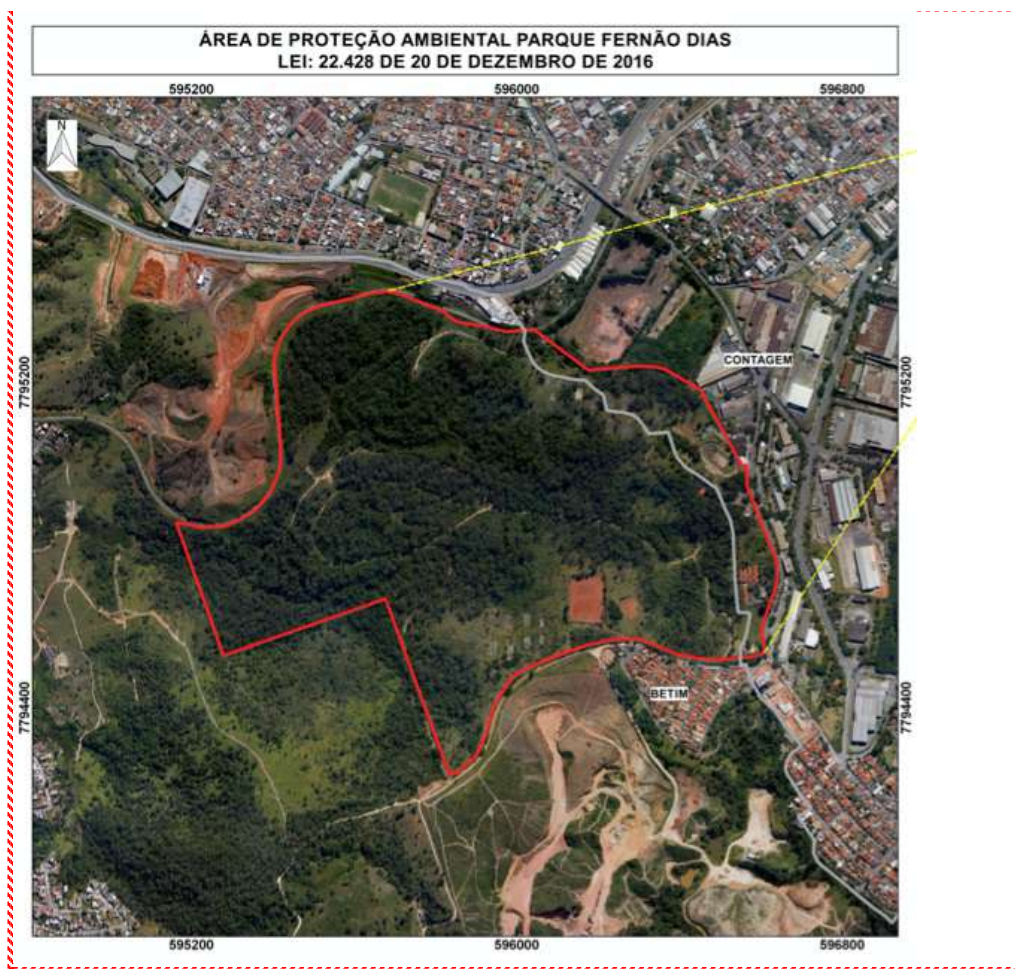 ÁREA DE PROTEÇÃO AMBIENTAL PARQUE FERNÃO DIAS
LEI: 22.428 DE 20 DE DEZEMBRO DE 2016
595200 596000 596800
N
CONTAGEM
7795200 7795200
BETIM
7794400 7794400
595200 596000 596800